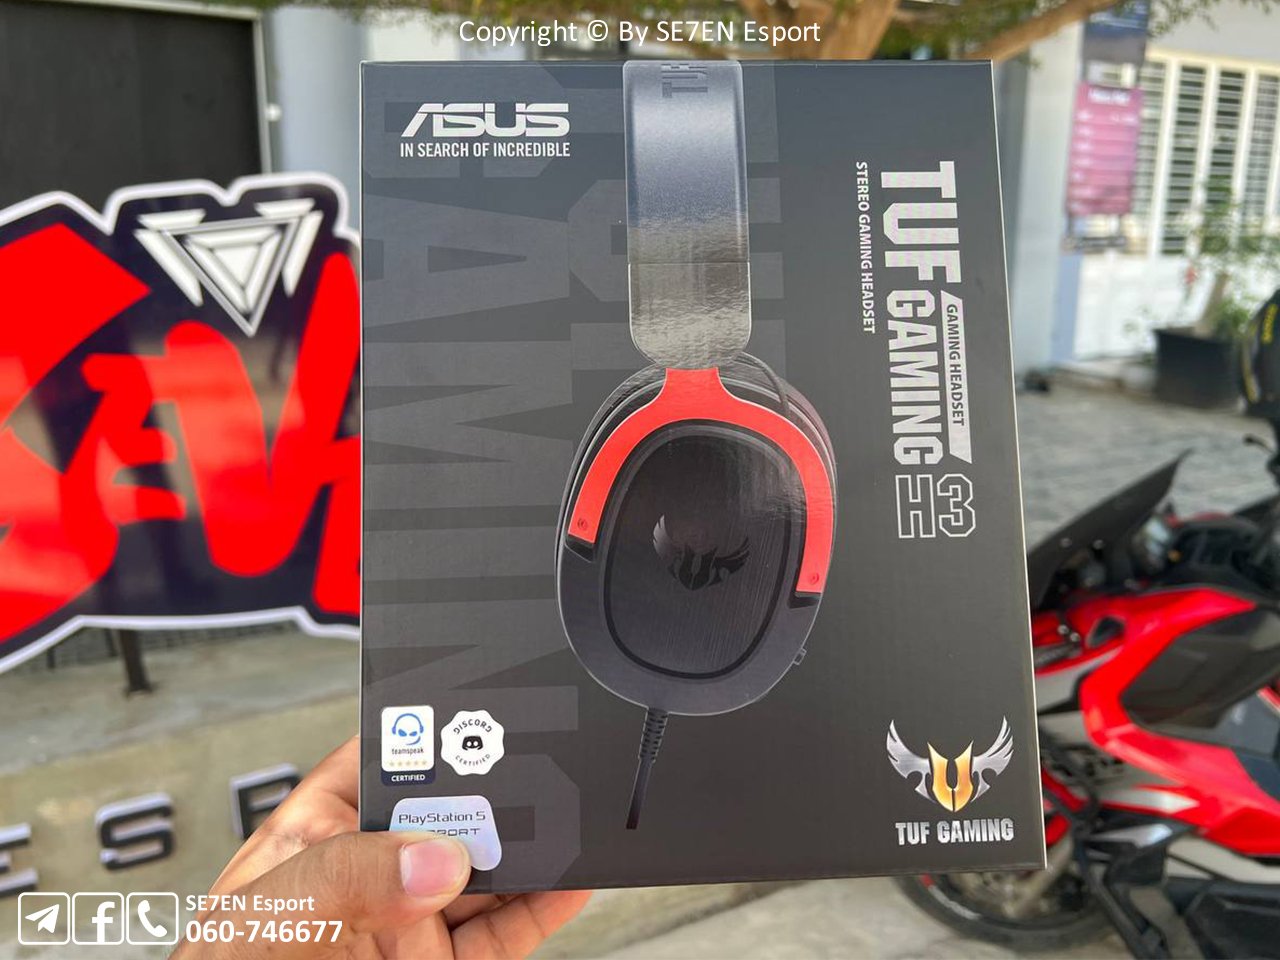 Copyright © By SE7EN Esport
ASUS
IN SEARCH OF INCREDIBLE
TUF GAMING H3
GAMING HEADSET
STEREO GAMING HEADSET
teamspeak
CERTIFIED
DISCORD
CERTIFIED
PlayStation 5
TUF GAMING
SE7EN Esport
060-746677